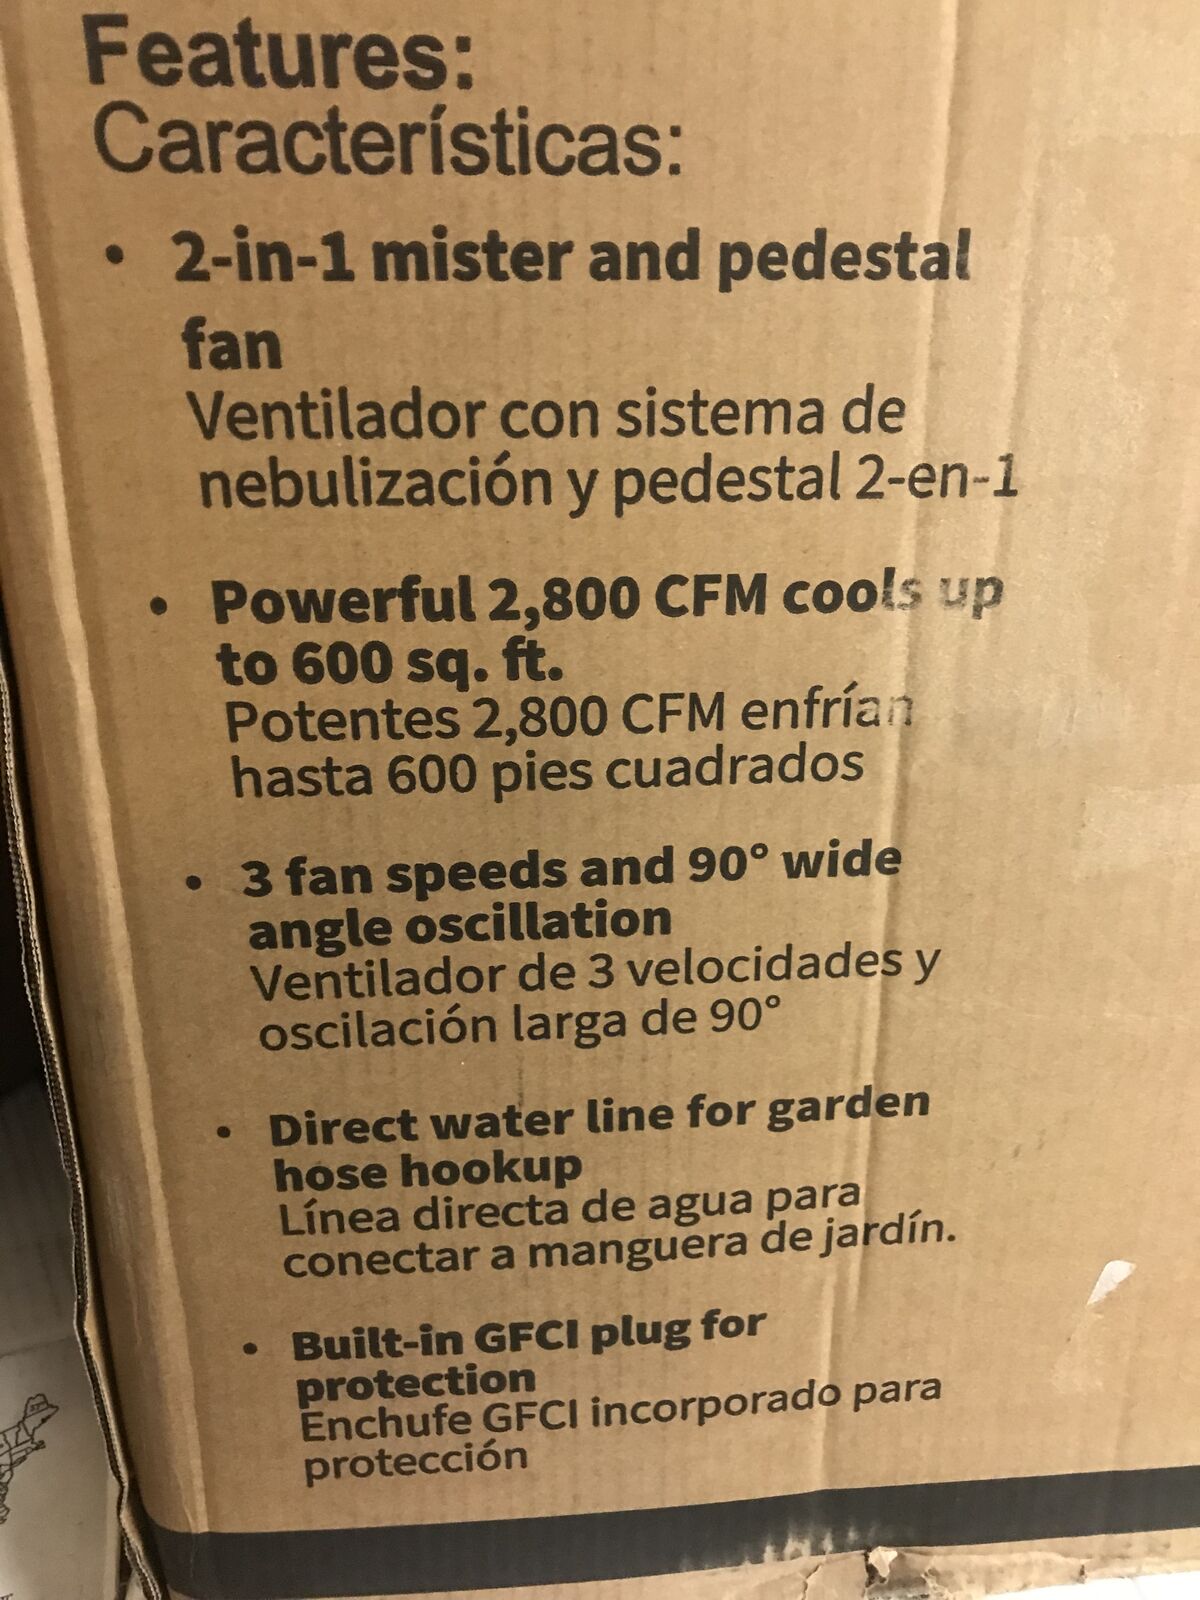 Features:
Características:
• 2-in-1 mister and pedestal
fan
Ventilador con sistema de
nebulización y pedestal 2-en-1
• Powerful 2,800 CFM cools up
to 600 sq. ft.
Potentes 2,800 CFM enfrían
hasta 600 pies cuadrados
• 3 fan speeds and 90° wide
angle oscillation
Ventilador de 3 velocidades y
oscilación larga de 90°
• Direct water line for garden
hose hookup
Línea directa de agua para
conectar a manguera de jardín.
• Built-in GFCI plug for
protection
Enchufe GFCI incorporado para
protección